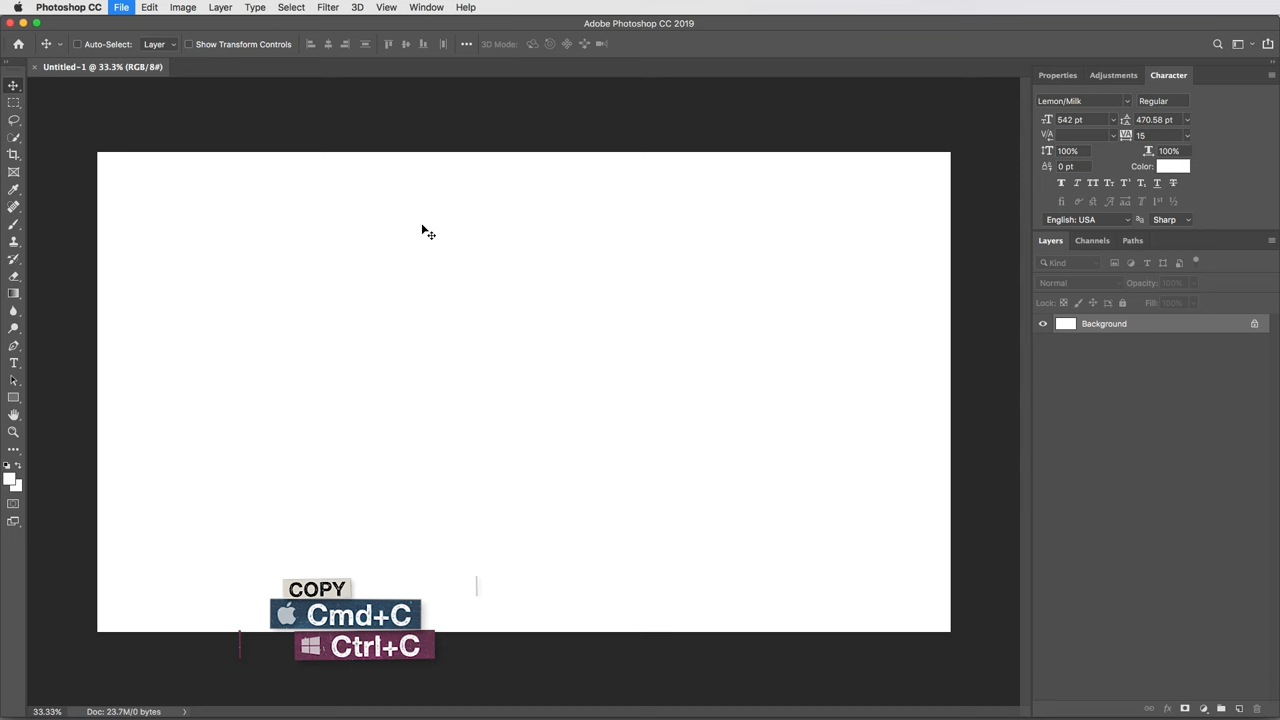 Photoshop CC File Edit Image Layer Type Select Filter 3D View Window Help
Adobe Photoshop CC 2019
Auto-Select: Layer Show Transform Controls 3D Mode:
Untitled-1 @ 33.3% (RGB/8#)
Properties Adjustments Character
Lemon/Milk Regular
542 pt 470.58 pt
15
100% 100%
0 pt Color:
English: USA Sharp
Layers Channels Paths
Kind
Normal Opacity: 100%
Lock: Fill: 100%
Background
COPY
Cmd+C
Ctrl+C
33.33% Doc: 23.7M/0 bytes